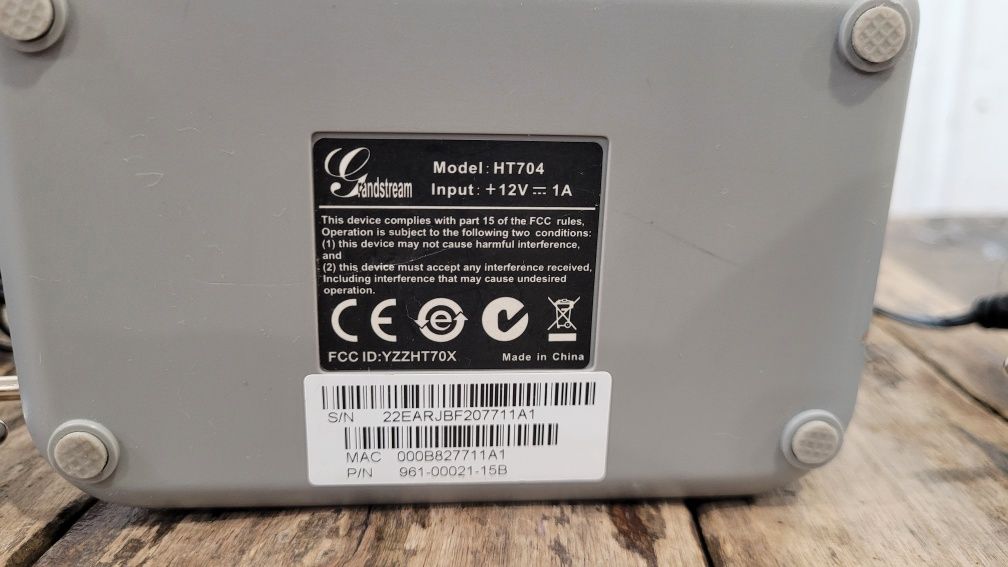 Grandstream
Model: HT704
Input: +12V⎓1A
This device complies with part 15 of the FCC rules,
Operation is subject to the following two conditions:
(1) this device may not cause harmful interference,
and
(2) this device must accept any interference received,
Including interference that may cause undesired
operation.
CE e
FCC ID:YZZHT70X
Made in China
S/N 22EARJBF207711A1
MAC 000B827711A1
P/N 961-00021-15B